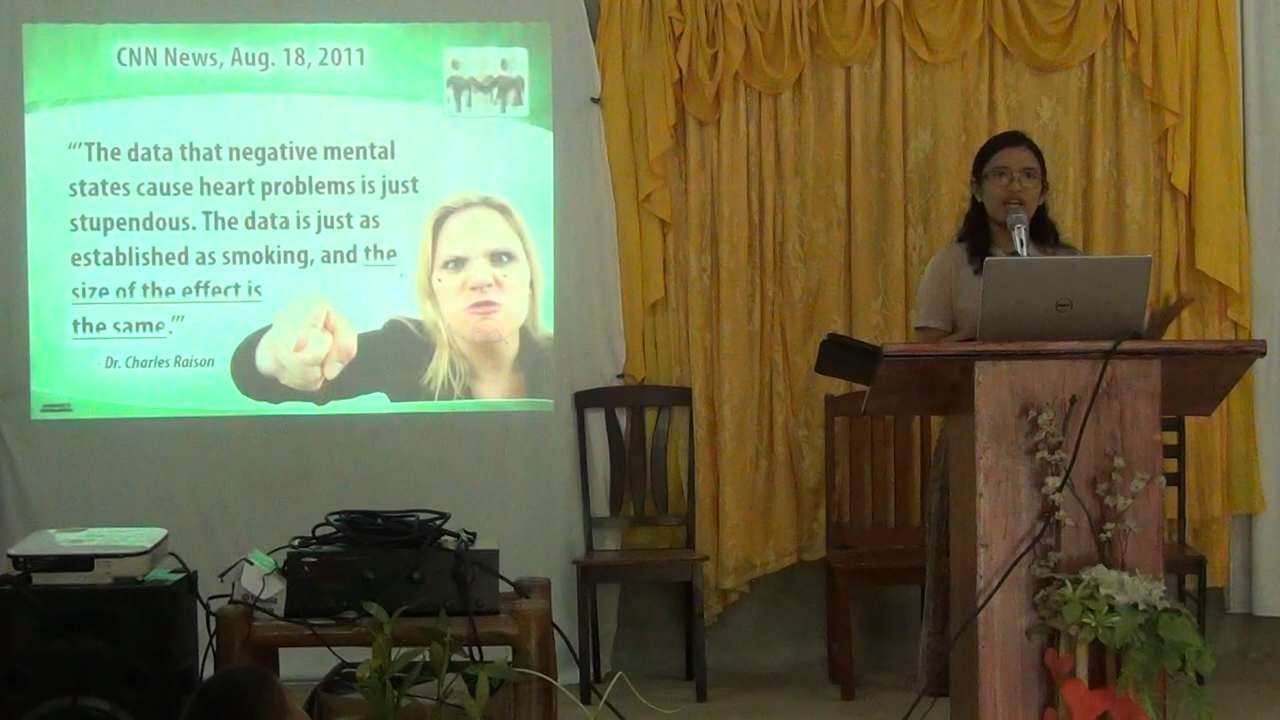 CNN News, Aug. 18, 2011
“‘The data that negative mental
states cause heart problems is just
stupendous. The data is just as
established as smoking, and the
size of the effect is
the same.’”
- Dr. Charles Raison
DELL